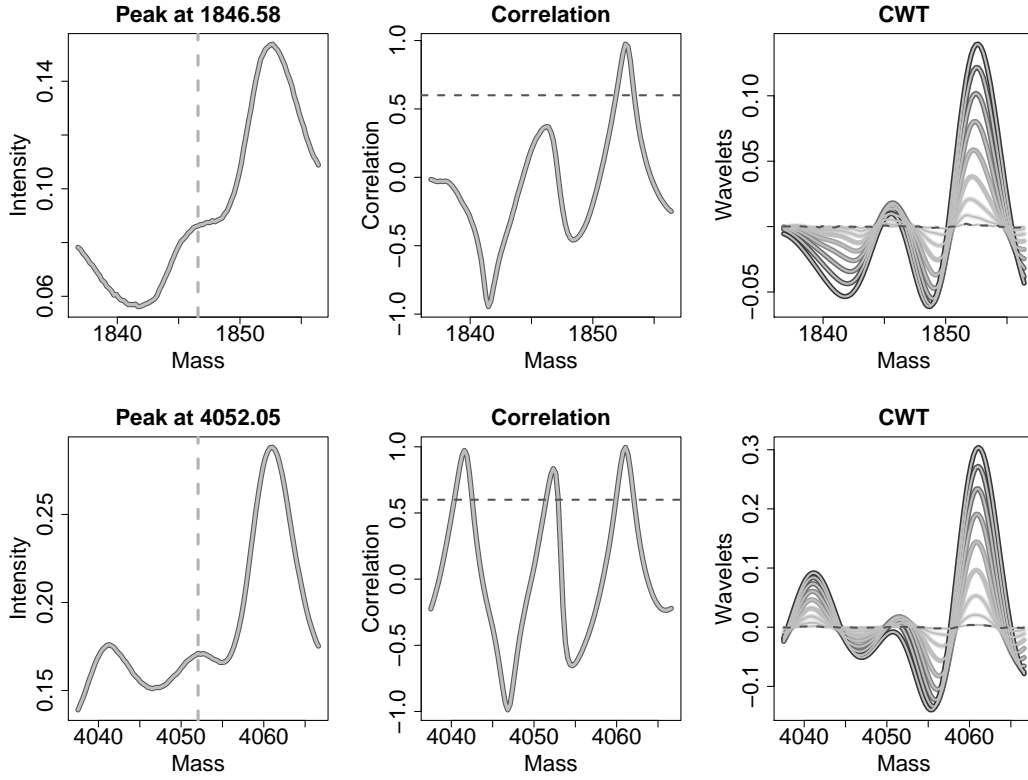 Peak at 1846.58
Intensity
0.14
0.10
0.06
1840
1850
Mass
Correlation
Correlation
1.0
0.5
0.0
−0.5
−1.0
1840
1850
Mass
CWT
Wavelets
0.10
0.05
−0.05
1840
1850
Mass
Peak at 4052.05
Intensity
0.25
0.20
0.15
4040
4050
4060
Mass
Correlation
Correlation
1.0
0.5
0.0
−0.5
−1.0
4040
4050
4060
Mass
CWT
Wavelets
0.3
0.2
0.1
0.0
−0.1
4040
4050
4060
Mass